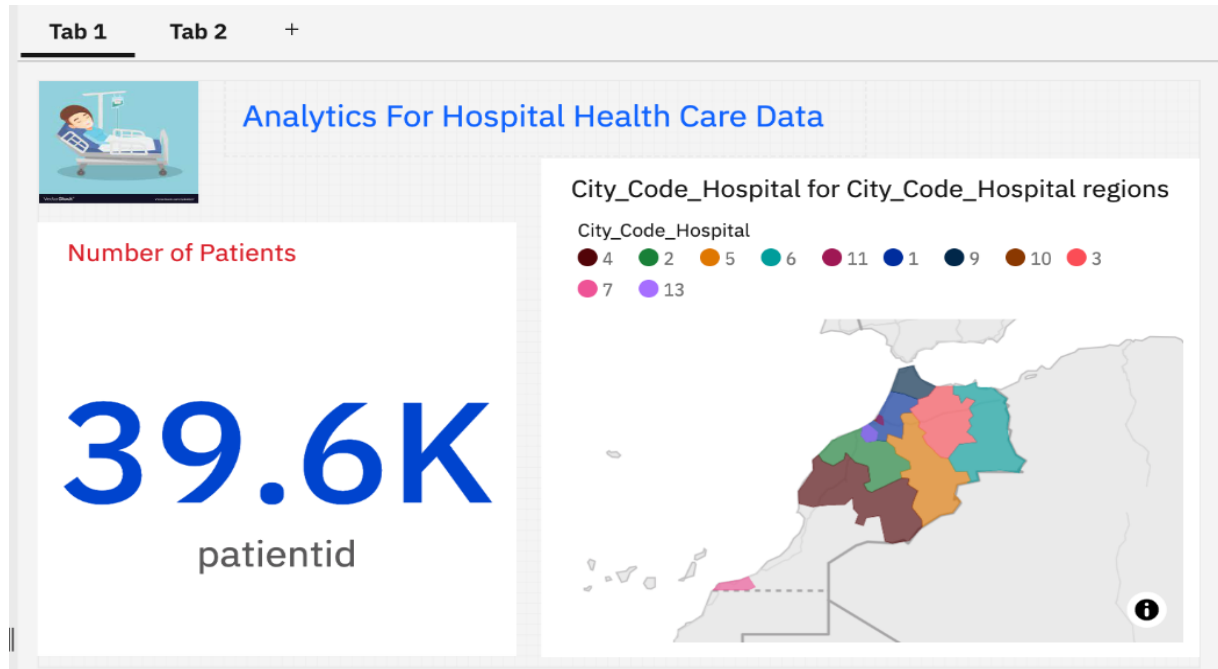 Tab 1 Tab 2 +
Analytics For Hospital Health Care Data
Number of Patients
39.6K
patientid
City_Code_Hospital for City_Code_Hospital regions
City_Code_Hospital
4 2 5 6 11 1 9 10 3
7 13